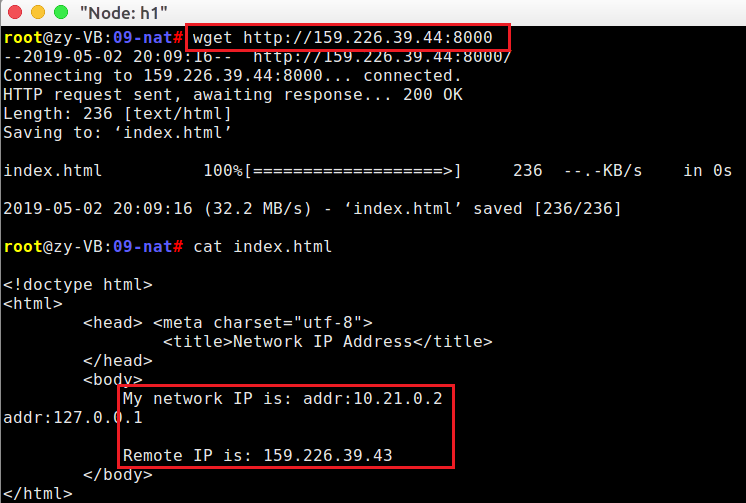 "Node: h1"
root@zy-VB:09-nat# wget http://159.226.39.44:8000
--2019-05-02 20:09:16--  http://159.226.39.44:8000/
Connecting to 159.226.39.44:8000... connected.
HTTP request sent, awaiting response... 200 OK
Length: 236 [text/html]
Saving to: ‘index.html’
index.html          100%[===================>]     236  --.-KB/s    in 0s
2019-05-02 20:09:16 (32.2 MB/s) - ‘index.html’ saved [236/236]
root@zy-VB:09-nat# cat index.html
<!doctype html>
<html>
        <head> <meta charset="utf-8">
                <title>Network IP Address</title>
        </head>
        <body>
            My network IP is: addr:10.21.0.2
addr:127.0.0.1
            Remote IP is: 159.226.39.43
        </body>
</html>